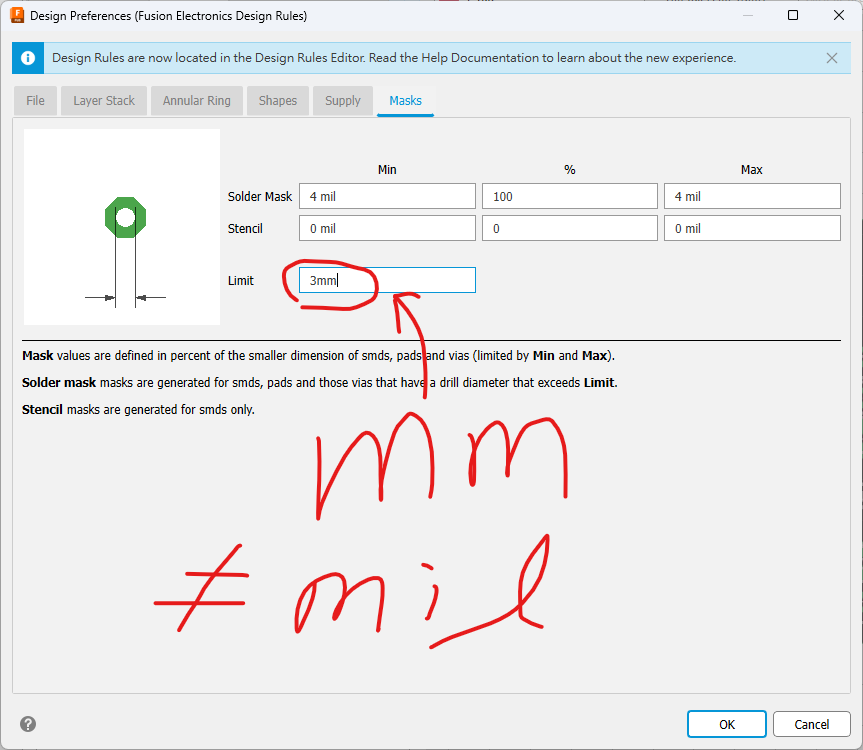 Design Preferences (Fusion Electronics Design Rules)
Design Rules are now located in the Design Rules Editor. Read the Help Documentation to learn about the new experience.
File Layer Stack Annular Ring Shapes Supply Masks
Min % Max
Solder Mask 4 mil 100 4 mil
Stencil 0 mil 0 0 mil
Limit 3mm
Mask values are defined in percent of the smaller dimension of smds, pads and vias (limited by Min and Max).
Solder mask masks are generated for smds, pads and those vias that have a drill diameter that exceeds Limit.
Stencil masks are generated for smds only.
mm
≠ mil
OK Cancel